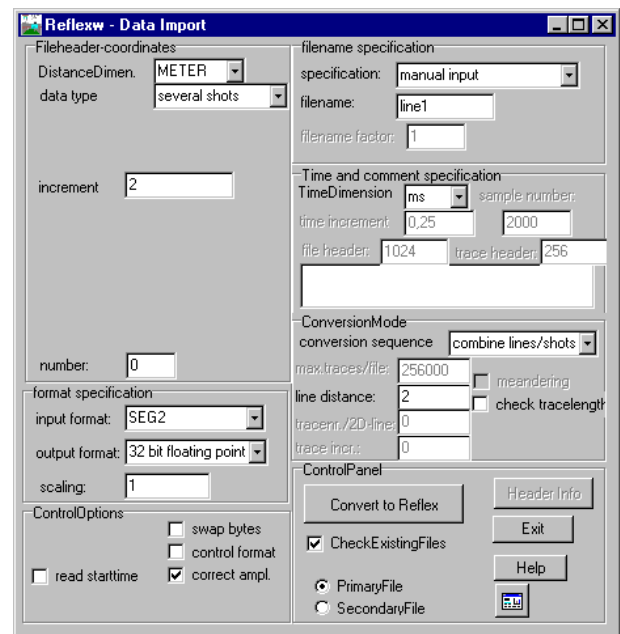 Reflexw - Data Import
Fileheader-coordinates
DistanceDimen. METER
data type several shots
increment 2
number: 0
format specification
input format: SEG2
output format: 32 bit floating point
scaling: 1
ControlOptions
swap bytes
control format
read starttime correct ampl.
filename specification
specification: manual input
filename: line1
filename factor: 1
Time and comment specification
TimeDimension ms sample number:
time increment 0,25 2000
file header: 1024 trace header: 256
ConversionMode
conversion sequence combine lines/shots
max.traces/file: 256000 meandering
line distance: 2 check tracelength
tracenr./2D-line: 0
trace incr.: 0
ControlPanel
Convert to Reflex Header Info
CheckExistingFiles Exit
Help
PrimaryFile
SecondaryFile